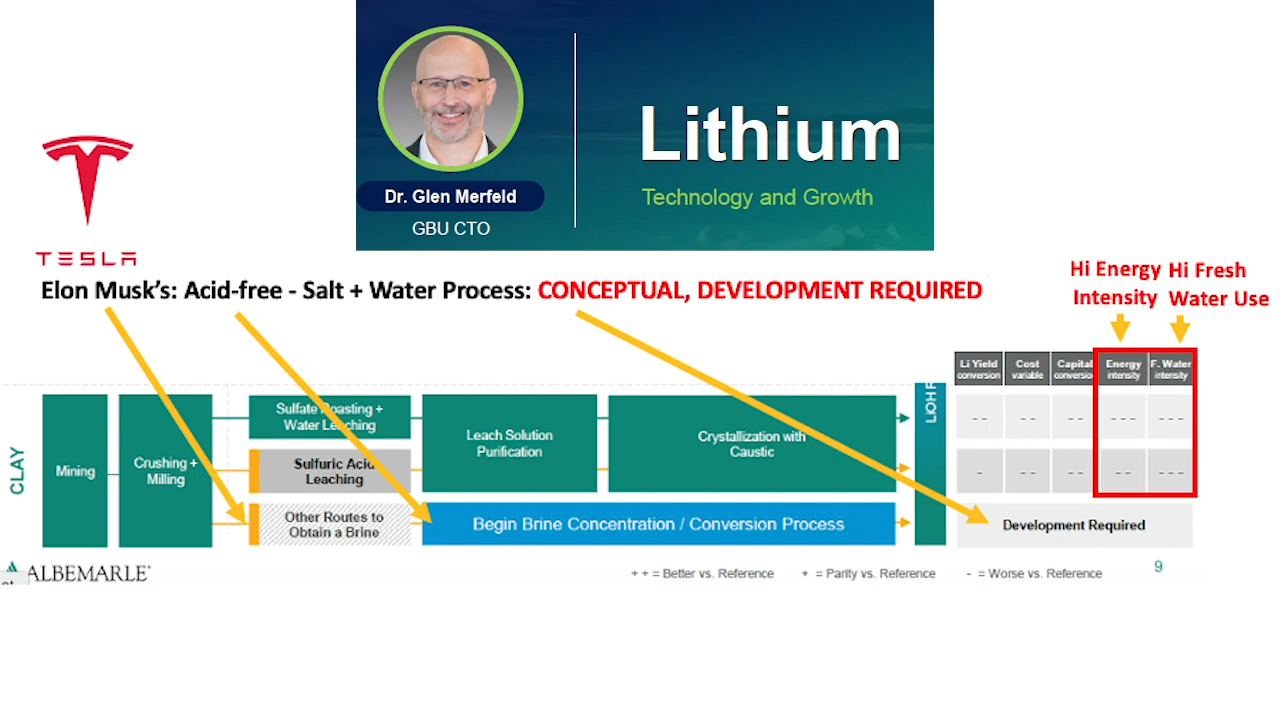 Lithium
Dr. Glen Merfeld
Technology and Growth
GBU CTO
TESLA
Elon Musk's: Acid-free - Salt + Water Process: CONCEPTUAL, DEVELOPMENT REQUIRED
Hi Energy
Intensity
Hi Fresh
Water Use
Li Yield
conversion
Cost
variable
Capital
conversio
Energy
intensity
F. Water
intensity
CLAY
Mining
Crushing +
Milling
Sulfate Roasting +
Water Leaching
Sulfuric Acid
Leaching
Other Routes to
Obtain a Brine
Leach Solution
Purification
Crystallization with
Caustic
Begin Brine Concentration / Conversion Process
LiOH
- - - - - - - - - - - -
- - - - - - - - - - -
Development Required
ALBEMARLE
+ + = Better vs. Reference + = Parity vs. Reference - = Worse vs. Reference
9